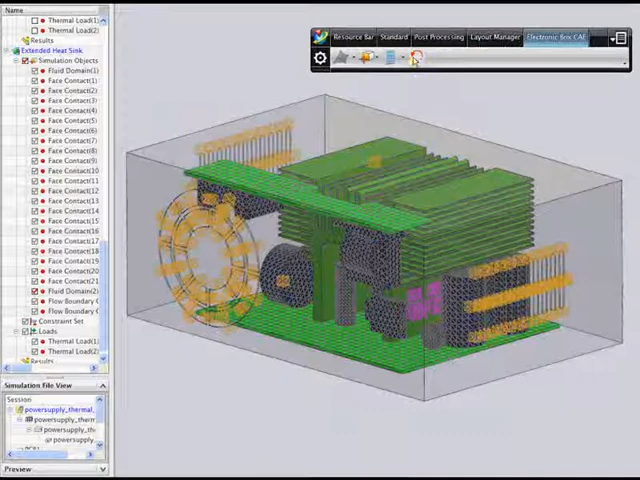 Name
Thermal Load(1)
Thermal Load(2)
Results
Extended Heat Sink
Simulation Objects
Fluid Domain(1)
Face Contact(1)
Face Contact(2)
Face Contact(3)
Face Contact(4)
Face Contact(5)
Face Contact(6)
Face Contact(7)
Face Contact(8)
Face Contact(9)
Face Contact(10
Face Contact(11
Face Contact(12
Face Contact(13
Face Contact(14
Face Contact(15
Face Contact(16
Face Contact(17
Face Contact(18
Face Contact(19
Face Contact(20
Face Contact(21
Fluid Domain(2)
Flow Boundary C
Flow Boundary C
Constraint Set
Loads
Thermal Load(1)
Thermal Load(2)
Results
Simulation File View
Session
powersupply_thermal_
powersupply_therm
powersupply_th
powersupply
Preview
Resource Bar Standard Post Processing Layout Manager Electronic Box CAE